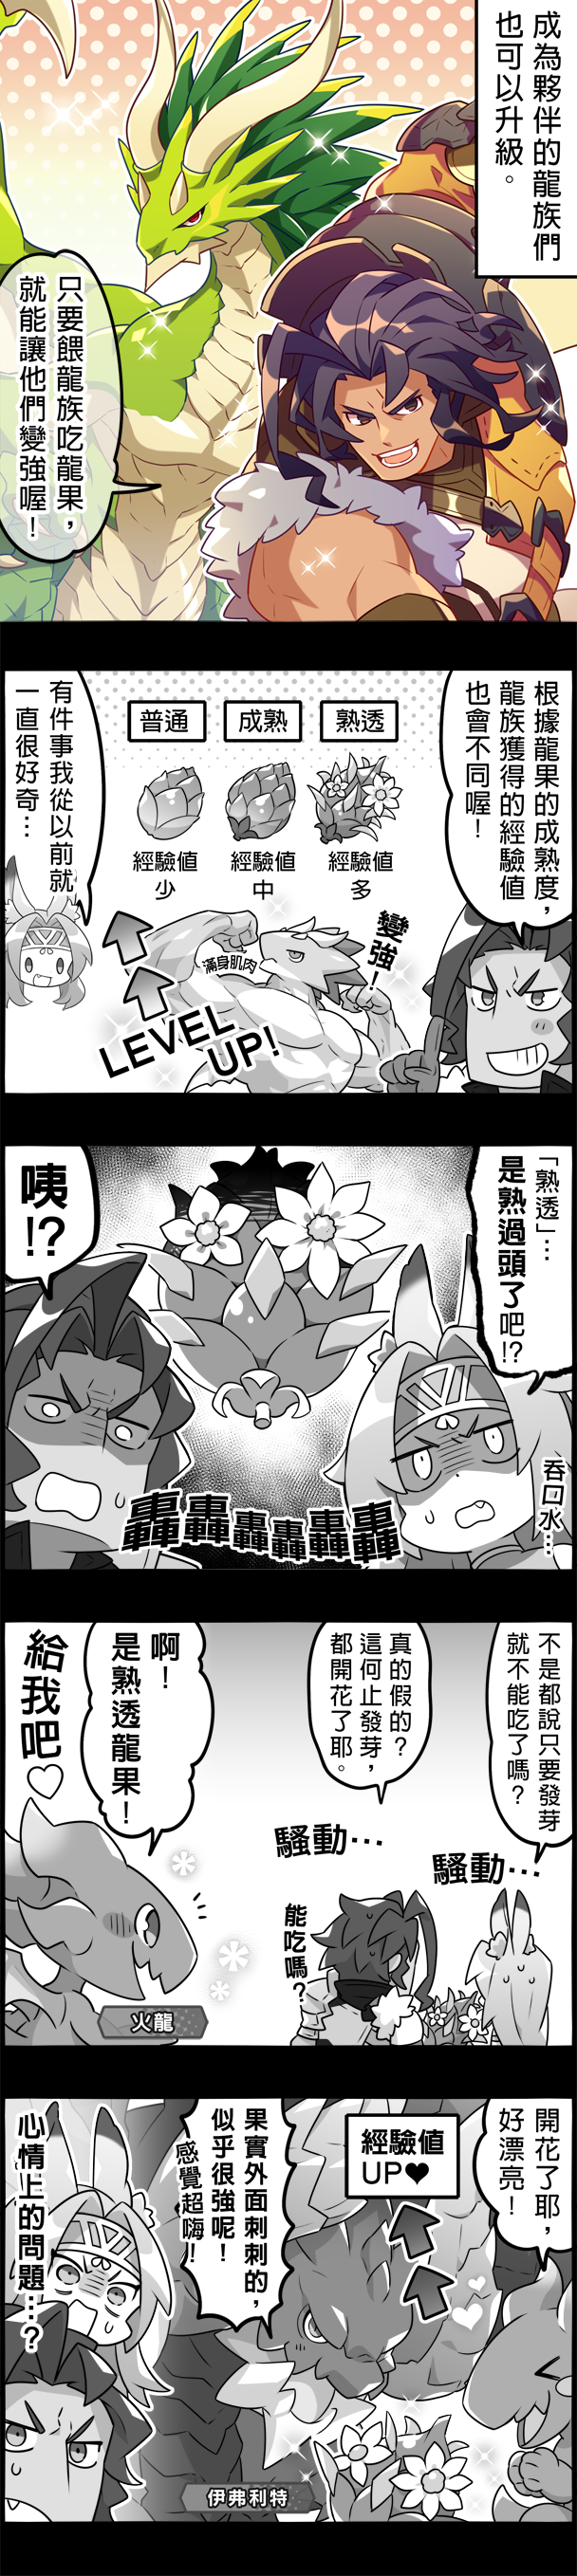 成為夥伴的龍族們
也可以升級。
只要餵龍族吃龍果，
就能讓他們變強喔！
根據龍果的成熟度，
龍族獲得的經驗值
也會不同喔！
熟透
成熟
普通
經驗值
多
經驗值
中
經驗值
少
變強！
滿身肌肉
LEVEL
UP！
有件事我從以前就
一直很好奇…
「熟透」…
是熟過頭了吧!?
吞口水…
咦!?
轟轟轟轟轟轟
不是都說只要發芽
就不能吃了嗎？
真的假的？
這何止發芽，
都開花了耶。
騷動…
騷動…
能吃嗎？
啊！
是熟透龍果！
給我吧♡
火龍
開花了耶，
好漂亮！
經驗值
UP♥
果實外面刺刺的，
似乎很強呢！
感覺超嗨！
伊弗利特
心情上的問題…？